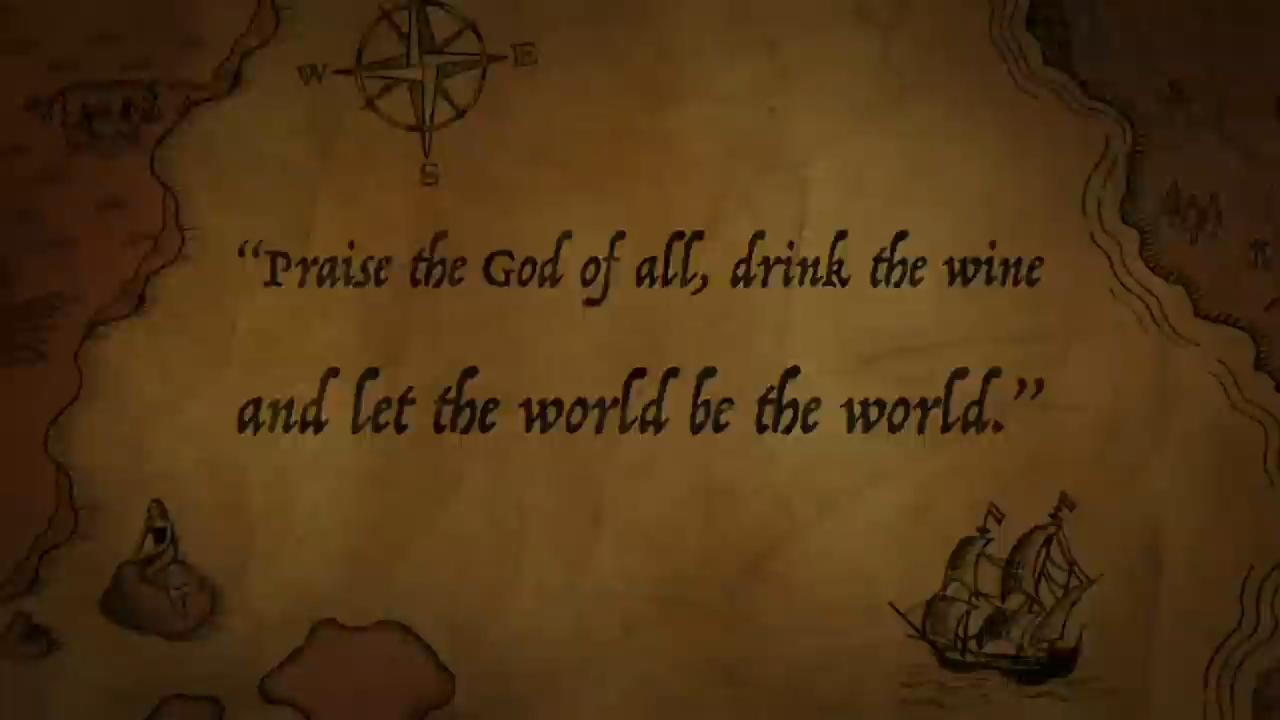 W E
S
“Praise the God of all, drink the wine
and let the world be the world.”